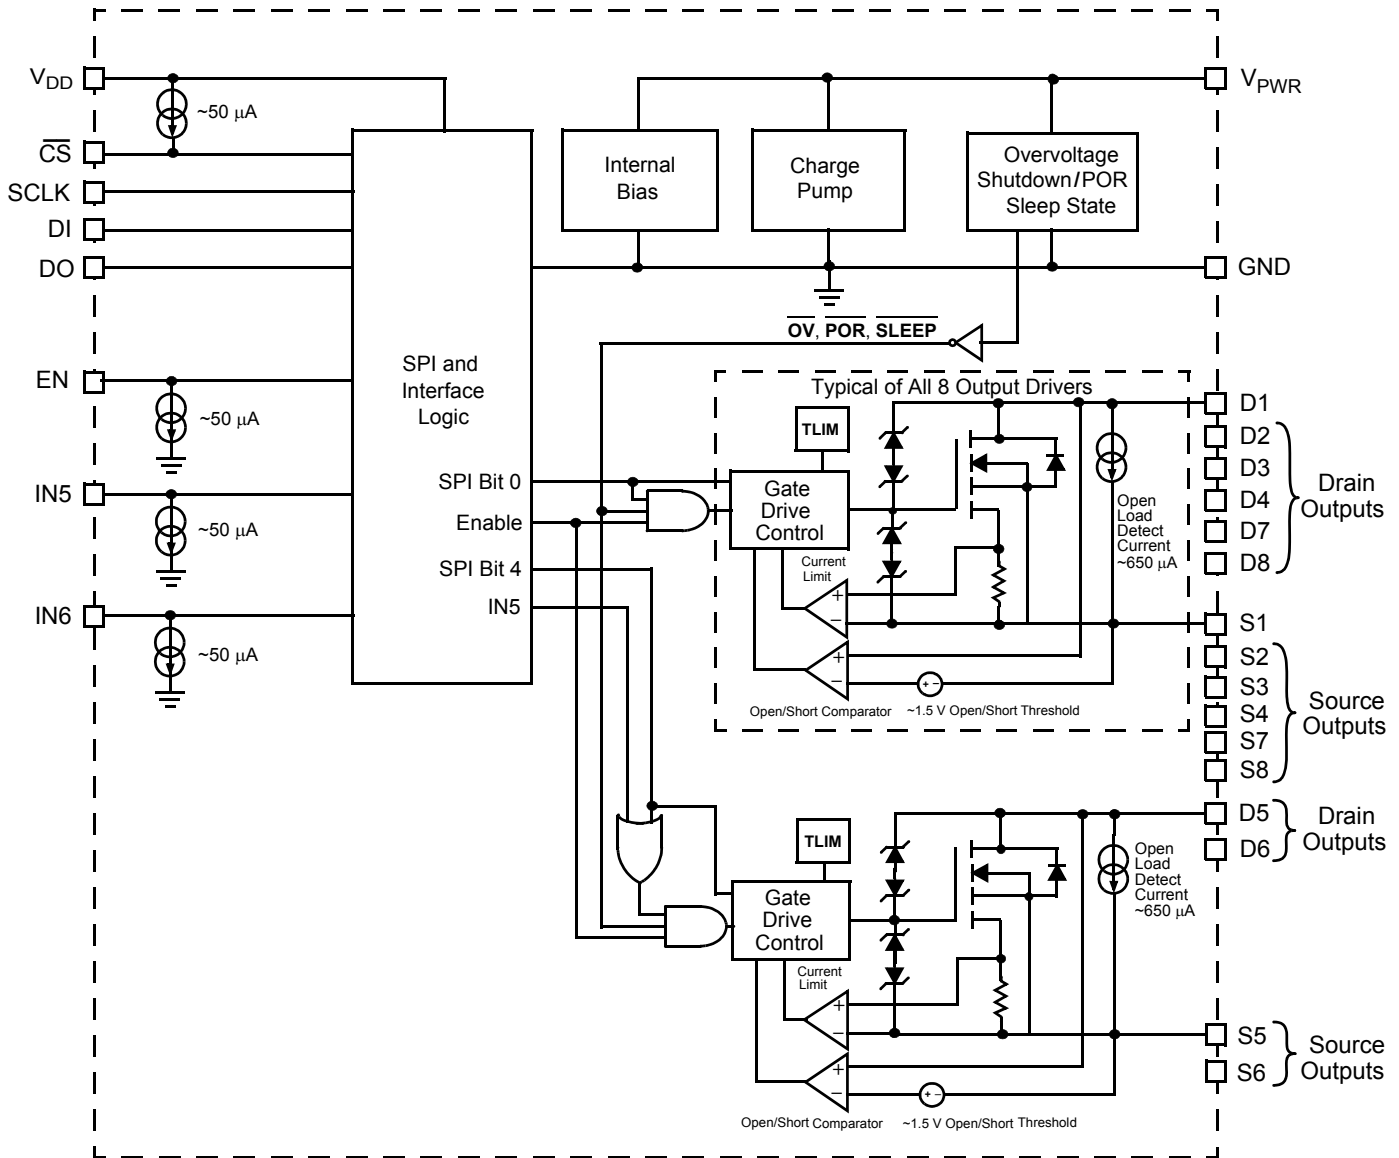 VDD
~50 μA
CS
SCLK
DI
DO
EN
~50 μA
IN5
~50 μA
IN6
~50 μA
SPI and
Interface
Logic
SPI Bit 0
Enable
SPI Bit 4
IN5
Internal
Bias
Charge
Pump
Overvoltage
Shutdown/POR
Sleep State
VPWR
GND
OV, POR, SLEEP
Typical of All 8 Output Drivers
TLIM
Gate
Drive
Control
Current
Limit
+
–
+
–
Open
Load
Detect
Current
~650 μA
+ –
Open/Short Comparator
~1.5 V Open/Short Threshold
D1
D2
D3
D4
D7
D8
Drain
Outputs
S1
S2
S3
S4
S7
S8
Source
Outputs
TLIM
Gate
Drive
Control
Current
Limit
+
–
+
–
Open
Load
Detect
Current
~650 μA
+ –
Open/Short Comparator
~1.5 V Open/Short Threshold
D5
D6
Drain
Outputs
S5
S6
Source
Outputs